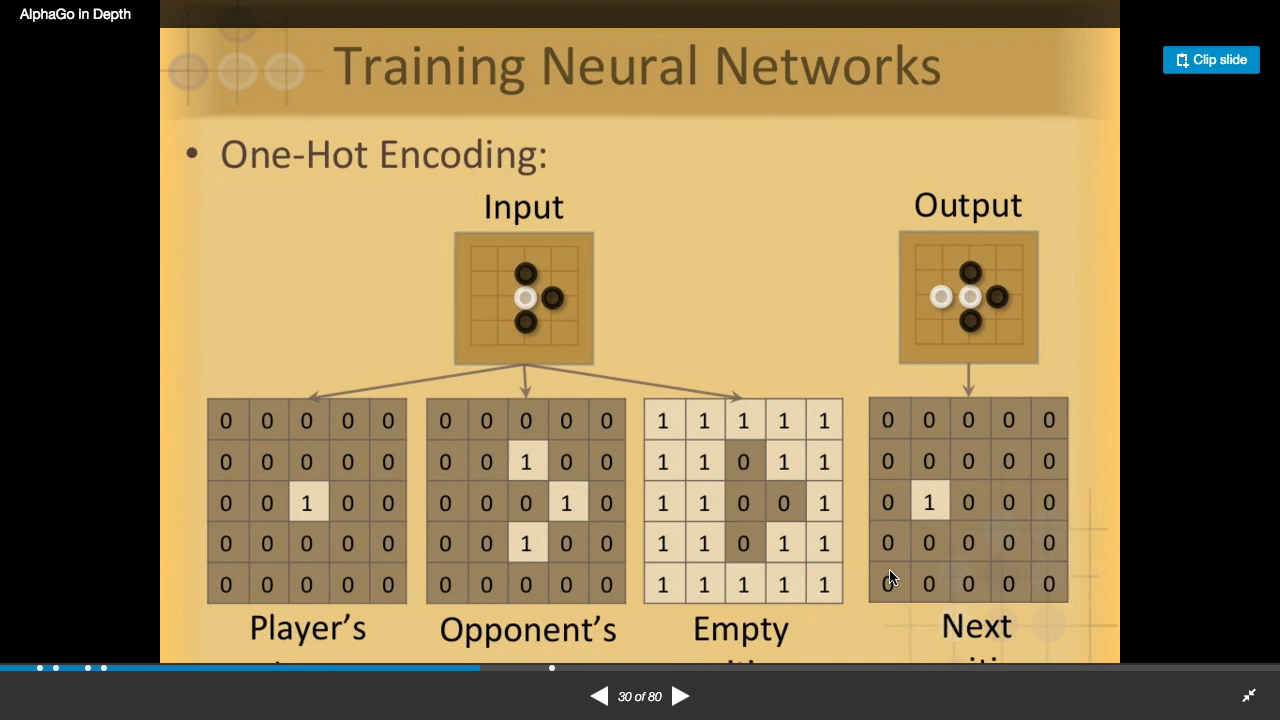 AlphaGo in Depth
Clip slide
Training Neural Networks
• One-Hot Encoding:
Input
Output
0 0 0 0 0
0 0 0 0 0
0 0 1 0 0
0 0 0 0 0
0 0 0 0 0
Player's
0 0 0 0 0
0 0 1 0 0
0 0 0 1 0
0 0 1 0 0
0 0 0 0 0
Opponent's
1 1 1 1 1
1 1 0 1 1
1 1 0 0 1
1 1 0 1 1
1 1 1 1 1
Empty
0 0 0 0 0
0 0 0 0 0
0 1 0 0 0
0 0 0 0 0
0 0 0 0 0
Next
30 of 80